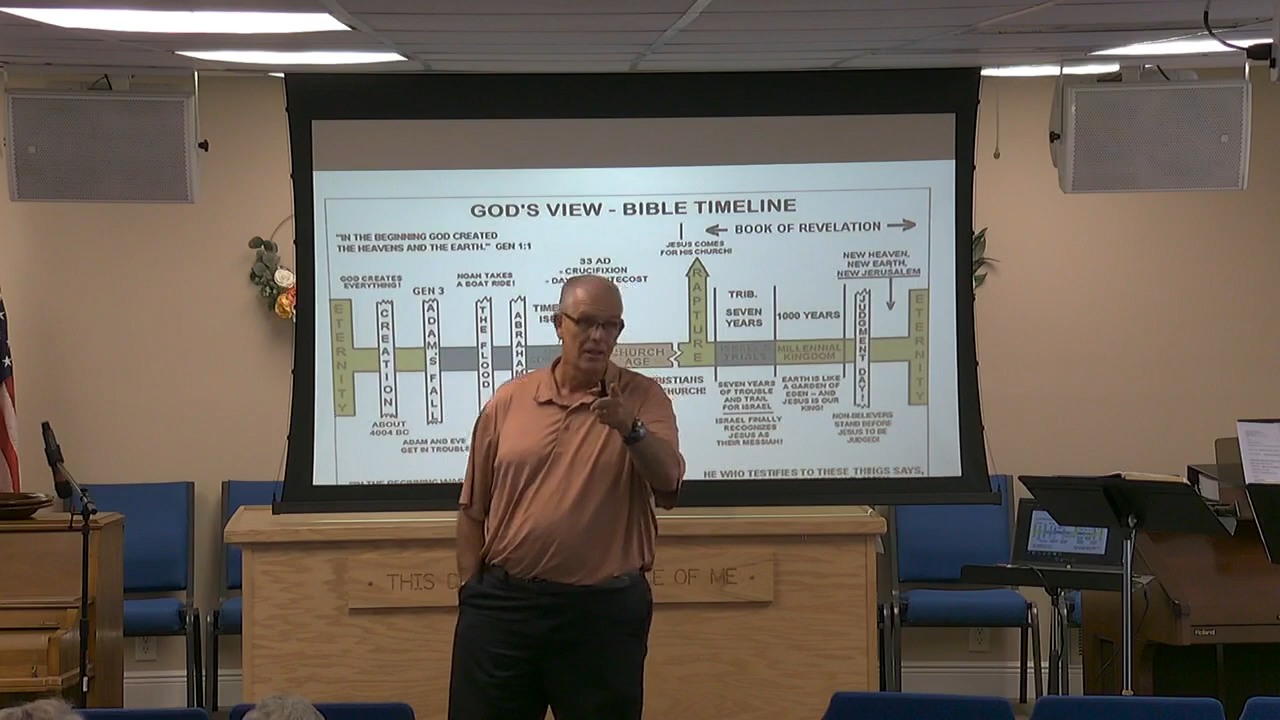 GOD'S VIEW - BIBLE TIMELINE
"IN THE BEGINNING GOD CREATED
THE HEAVENS AND THE EARTH." GEN 1:1
JESUS COMES
FOR HIS CHURCH!
BOOK OF REVELATION
GOD CREATES
EVERYTHING!
GEN 3
NOAH TAKES
A BOAT RIDE!
33 AD
- CRUCIFIXION
NEW HEAVEN,
NEW EARTH,
NEW JERUSALEM
ETERNITY
CREATION
ADAM'S FALL
THE FLOOD
ABRAHAM
TIME
CHURCH
AGE
RAPTURE
TRIB.
SEVEN
YEARS
1000 YEARS
ISRAEL'S
TRIALS
MILLENNIAL
KINGDOM
JUDGMENT DAY!
ETERNITY
ABOUT
4004 BC
ADAM AND EVE
GET IN TROUBLE
CHURCH!
SEVEN YEARS
OF TROUBLE
AND TRAIL
FOR ISRAEL
ISRAEL FINALLY
RECOGNIZES
JESUS AS
THEIR MESSIAH!
EARTH IS LIKE
A GARDEN OF
EDEN - AND
JESUS IS OUR
KING!
NON-BELIEVERS
STAND BEFORE
JESUS TO BE
JUDGED!
HE WHO TESTIFIES TO THESE THINGS SAYS,
THIS D E OF ME
Roland